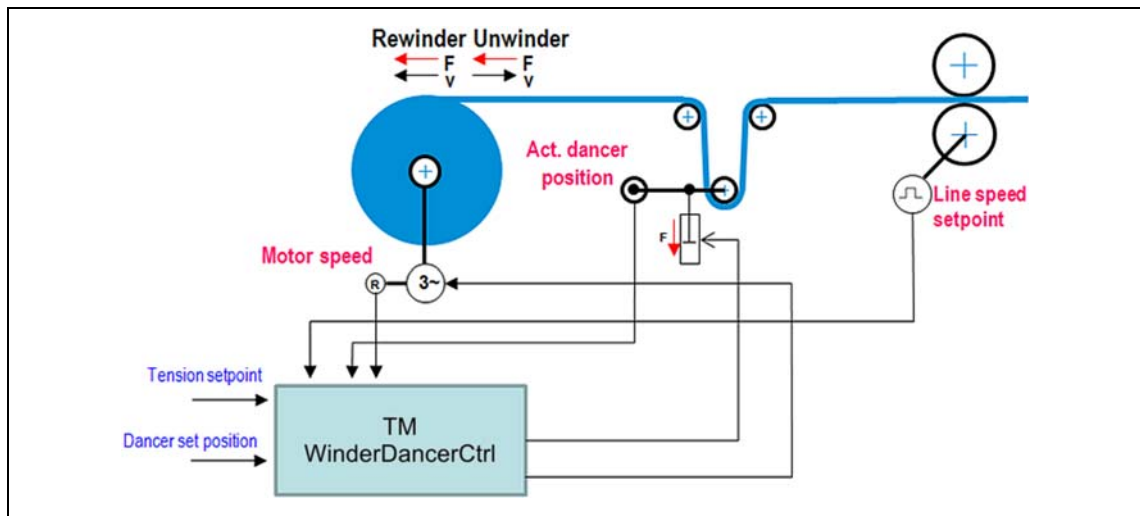 Rewinder Unwinder
F F
V V
Act. dancer
position
Line speed
setpoint
F
Motor speed
R
3~
Tension setpoint
TM
WinderDancerCtrl
Dancer set position